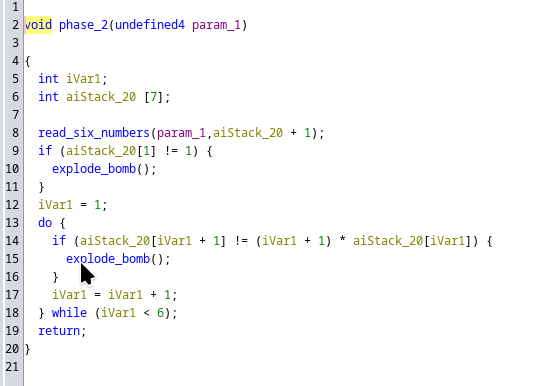 1
2 void phase_2(undefined4 param_1)
3
4 {
5   int iVar1;
6   int aiStack_20 [7];
7
8   read_six_numbers(param_1,aiStack_20 + 1);
9   if (aiStack_20[1] != 1) {
10     explode_bomb();
11   }
12   iVar1 = 1;
13   do {
14     if (aiStack_20[iVar1 + 1] != (iVar1 + 1) * aiStack_20[iVar1]) {
15       explode_bomb();
16     }
17     iVar1 = iVar1 + 1;
18   } while (iVar1 < 6);
19   return;
20 }
21